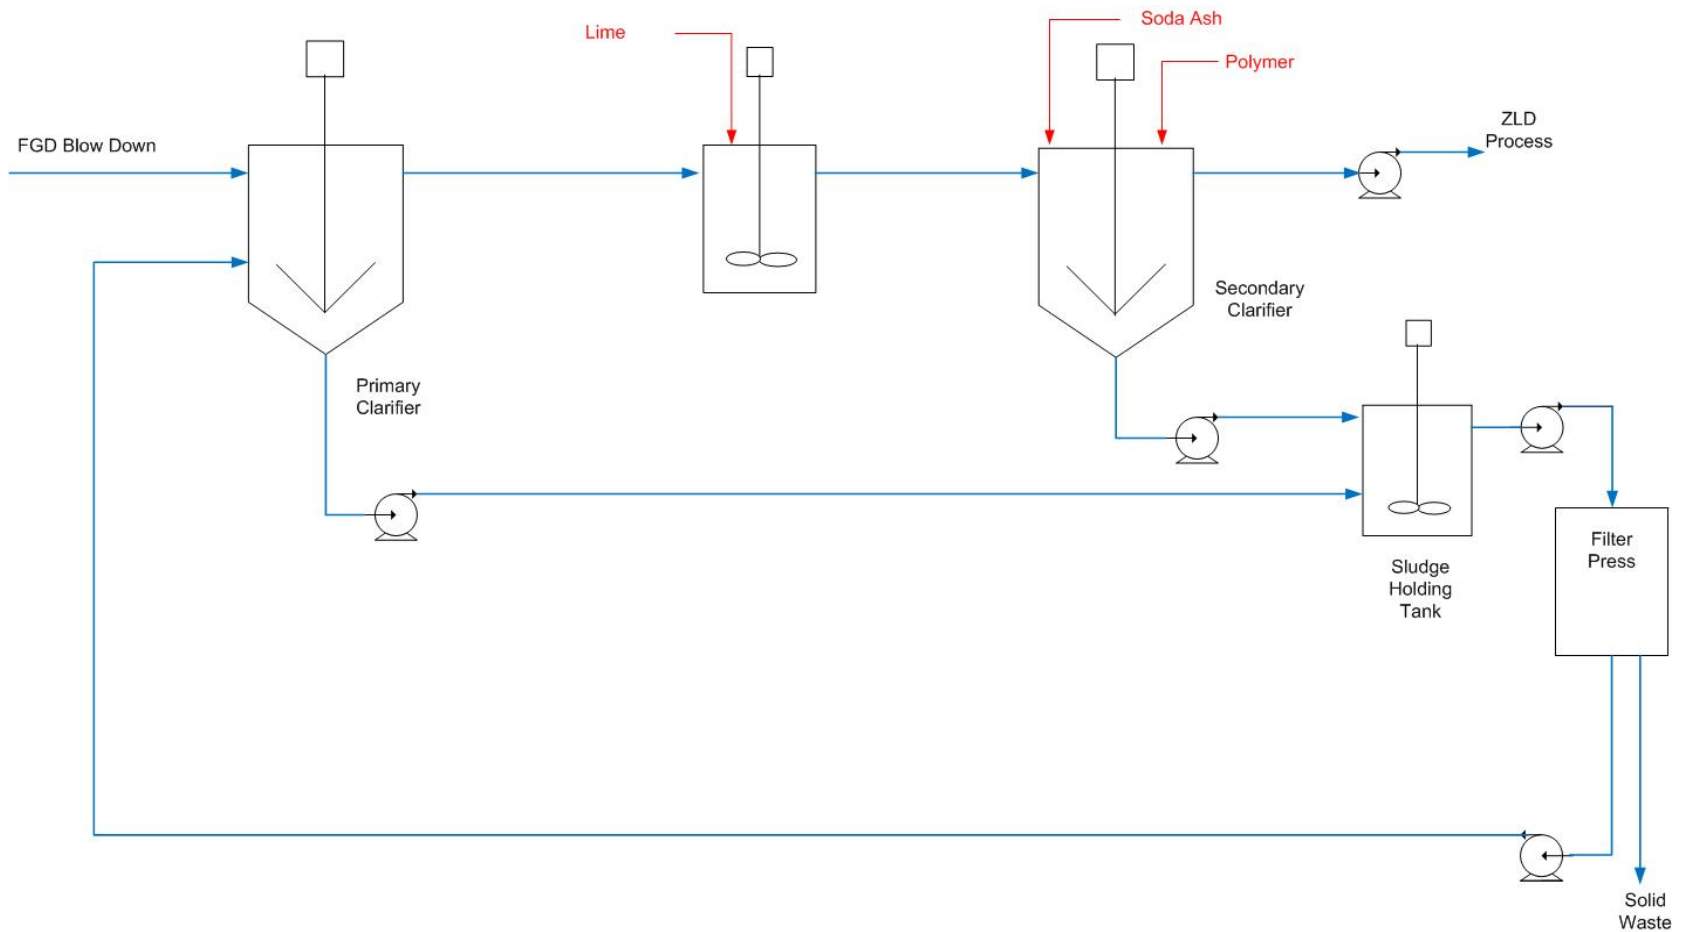 Lime
Soda Ash
Polymer
FGD Blow Down
ZLD
Process
Secondary
Clarifier
Primary
Clarifier
Filter
Press
Sludge
Holding
Tank
Solid
Waste